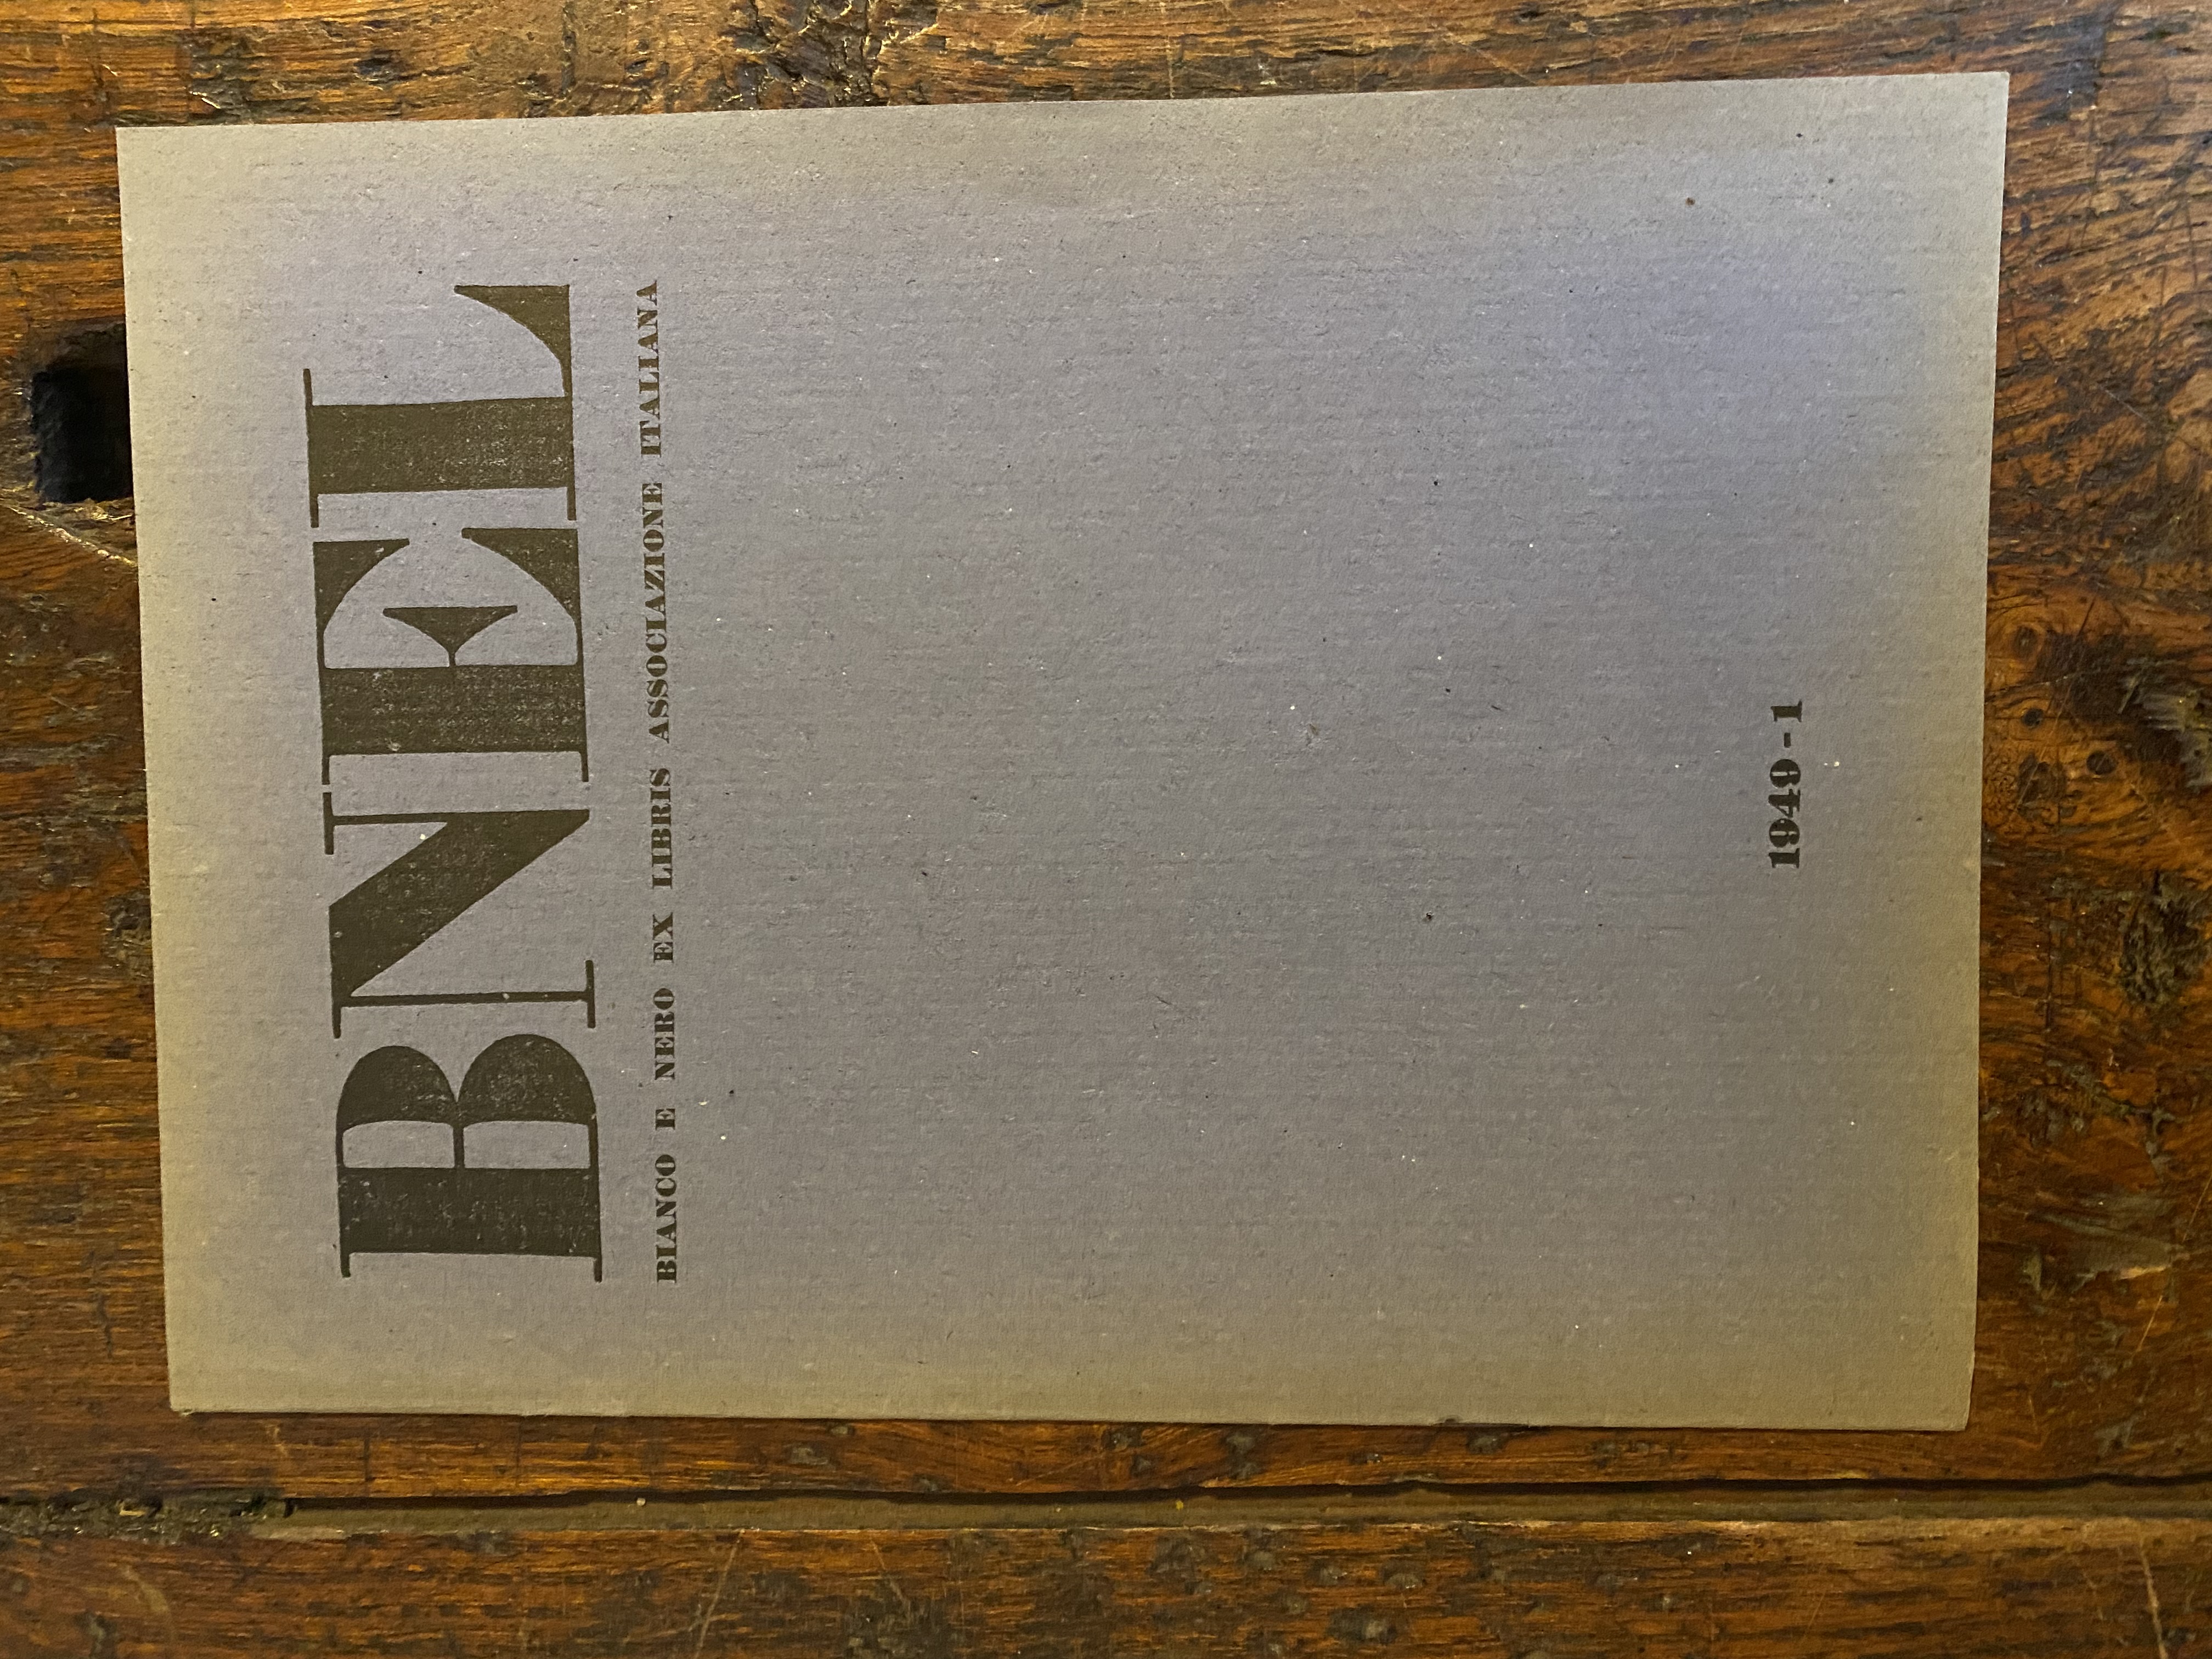 BNEL
BIANCO E NERO EX LIBRIS ASSOCIAZIONE ITALIANA
1949-1